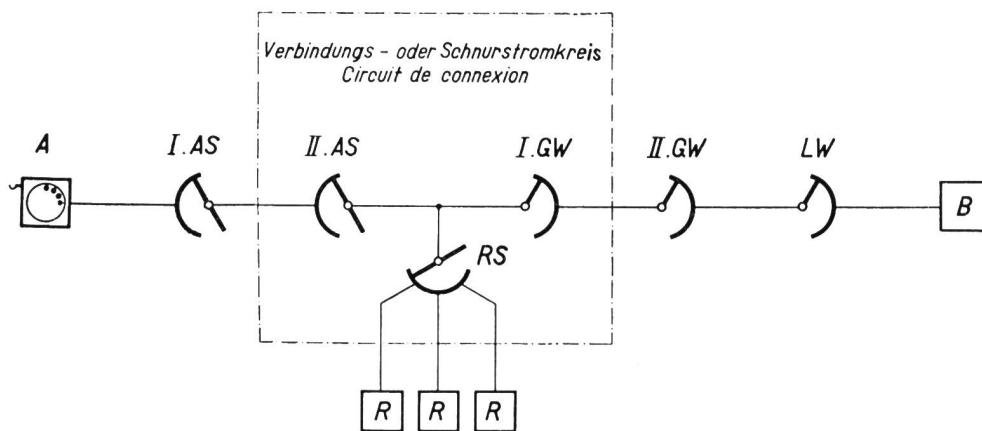 Verbindungs - oder Schnurstromkreis
Circuit de connexion
A I.AS II.AS I.GW II.GW LW
B
RS
R R R